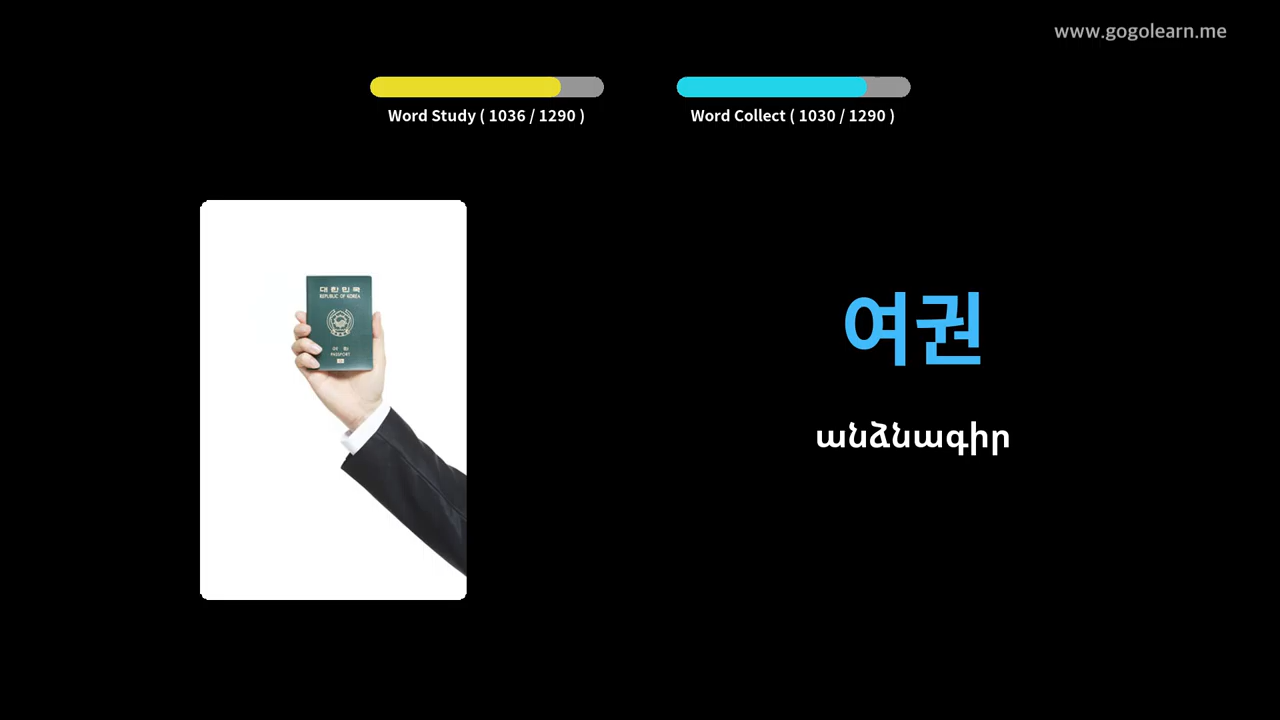 www.gogolearn.me
Word Study ( 1036 / 1290 )
Word Collect ( 1030 / 1290 )
대한민국
REPUBLIC OF KOREA
여권
PASSPORT
여권
անձնագիր